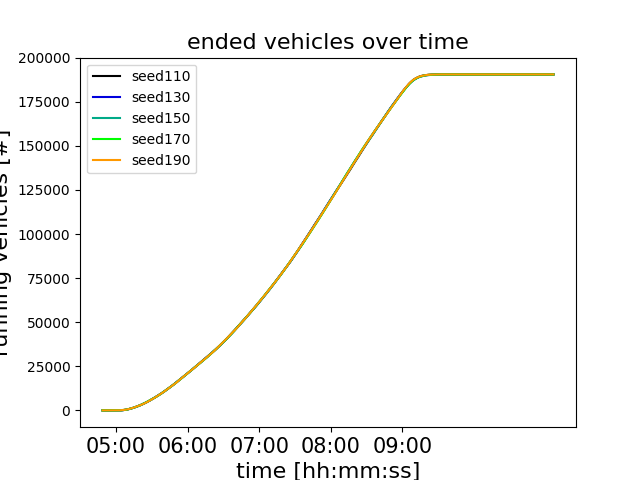 ended vehicles over time
running vehicles [#]
200000
175000
150000
125000
100000
75000
50000
25000
0
seed110
seed130
seed150
seed170
seed190
05:00 06:00 07:00 08:00 09:00
time [hh:mm:ss]